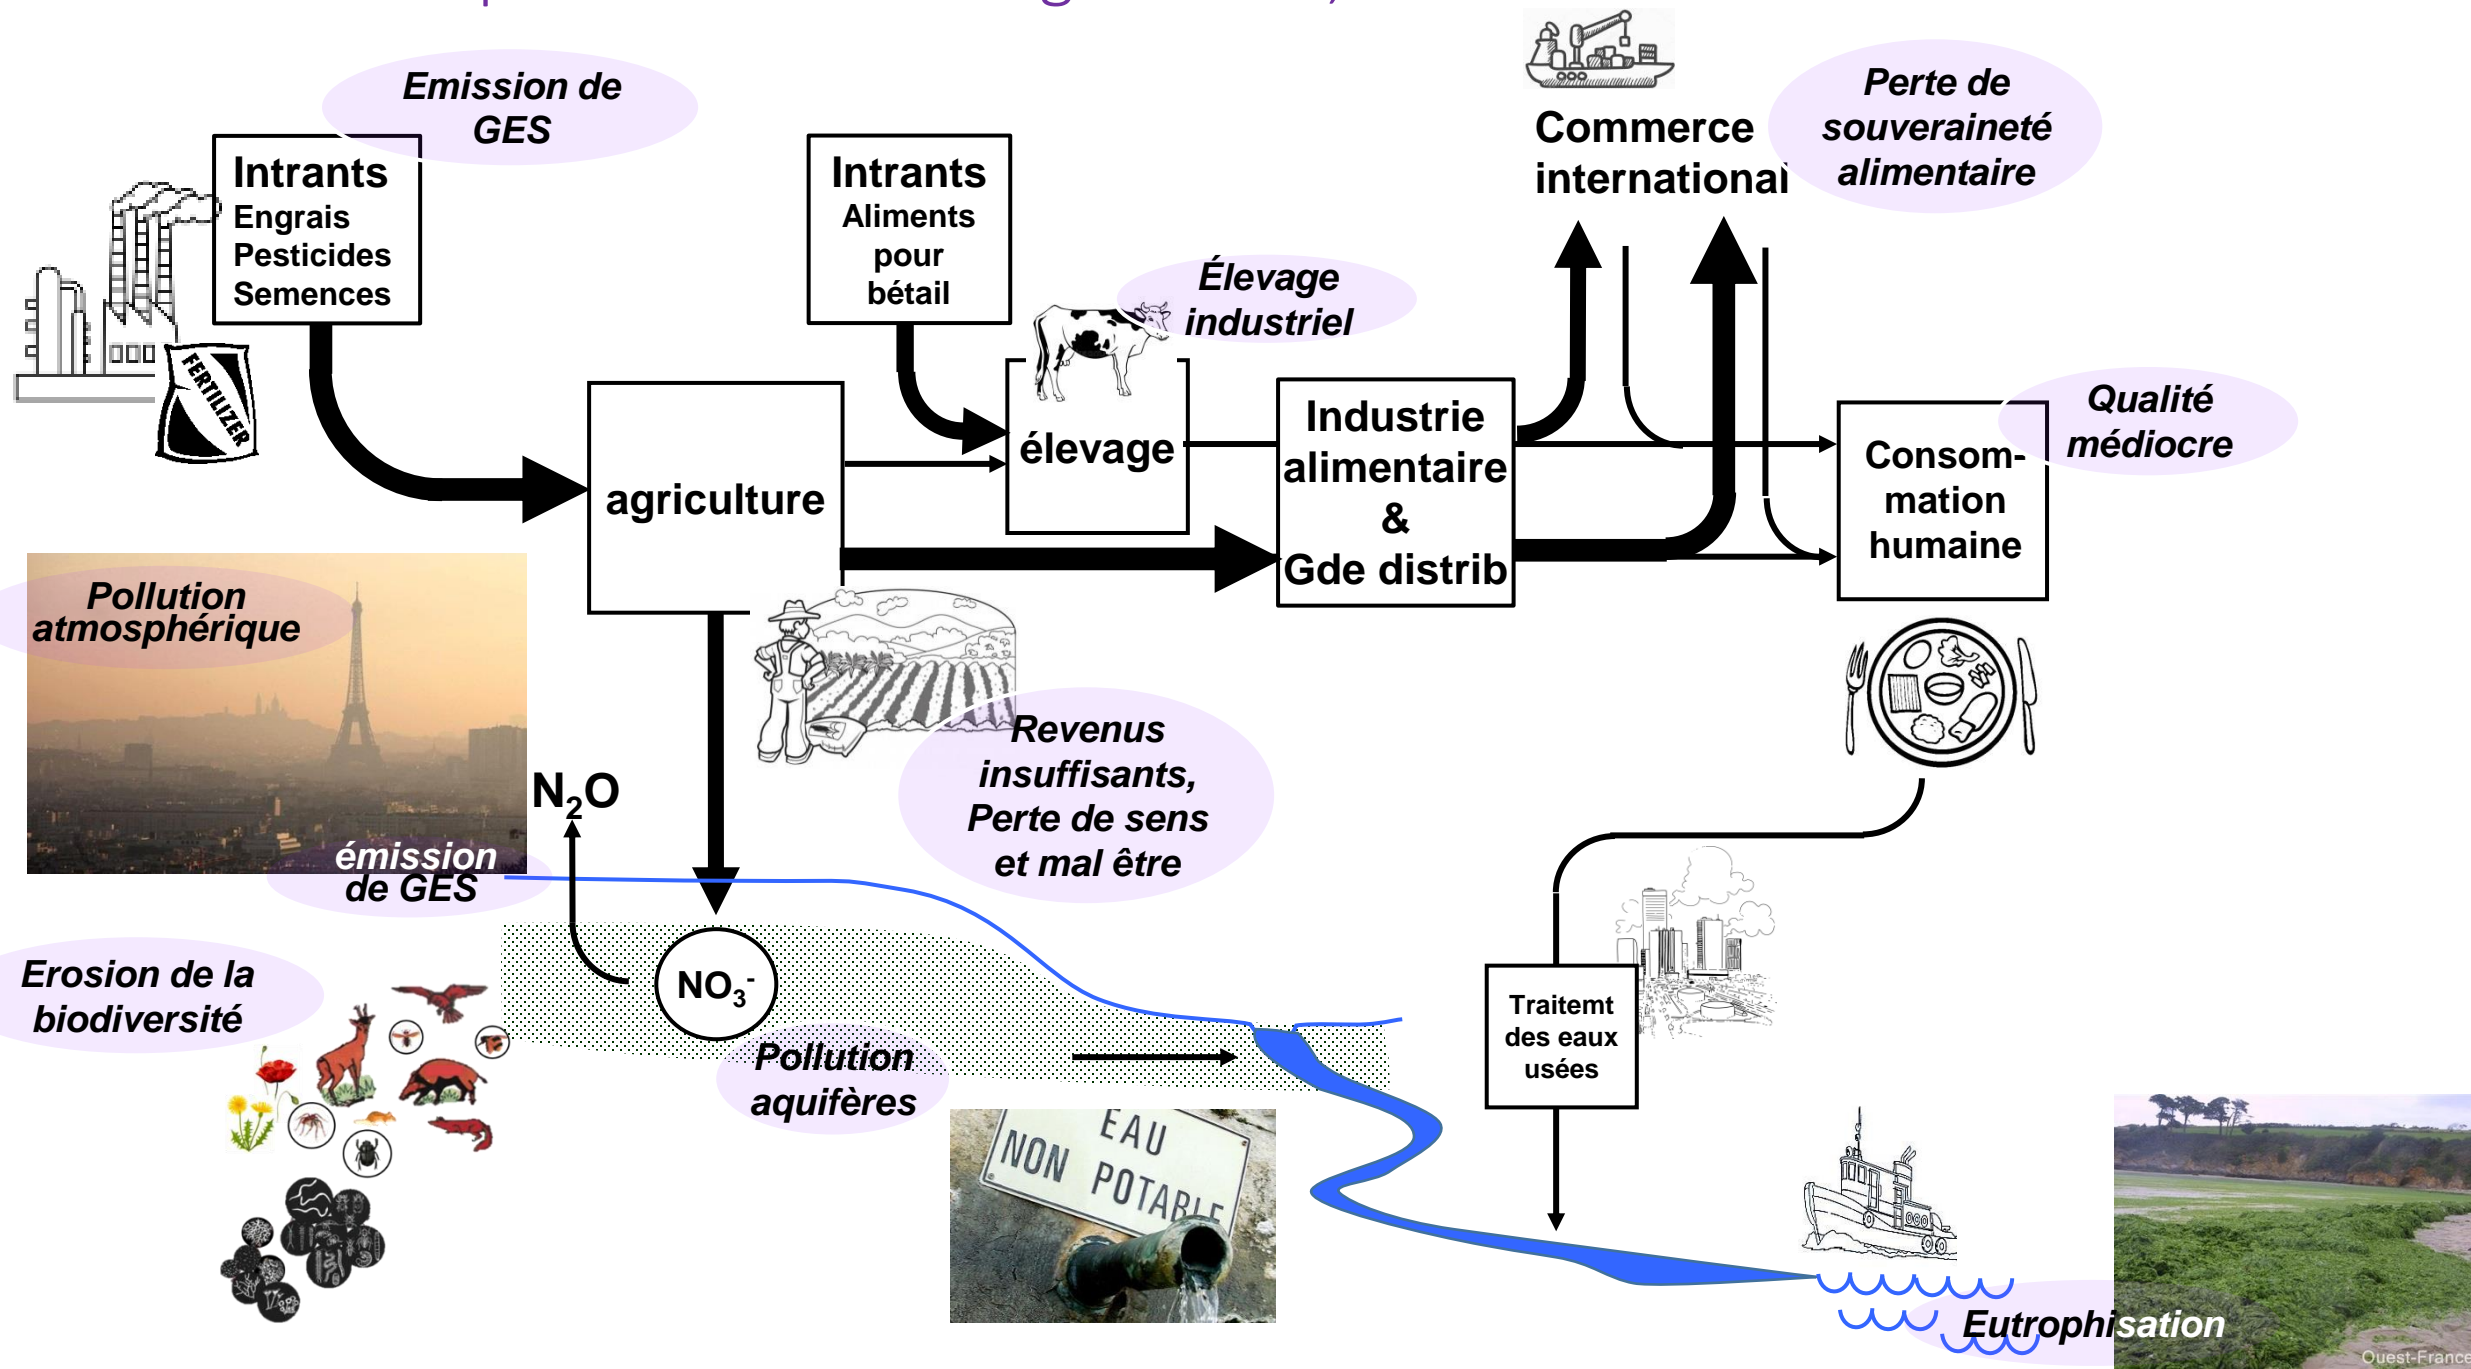 Emission de
GES
Intrants
Engrais
Pesticides
Semences
FERTILIZER
Intrants
Aliments
pour
bétail
Élevage
industriel
Commerce
international
Perte de
souveraineté
alimentaire
agriculture
élevage
Industrie
alimentaire
&
Gde distrib
Consom-
mation
humaine
Qualité
médiocre
Pollution
atmosphérique
Revenus
insuffisants,
Perte de sens
et mal être
N₂O
émission
de GES
NO₃⁻
Erosion de la
biodiversité
Pollution
aquifères
EAU
NON POTABLE
Traitemt
des eaux
usées
Eutrophisation
Ouest-France